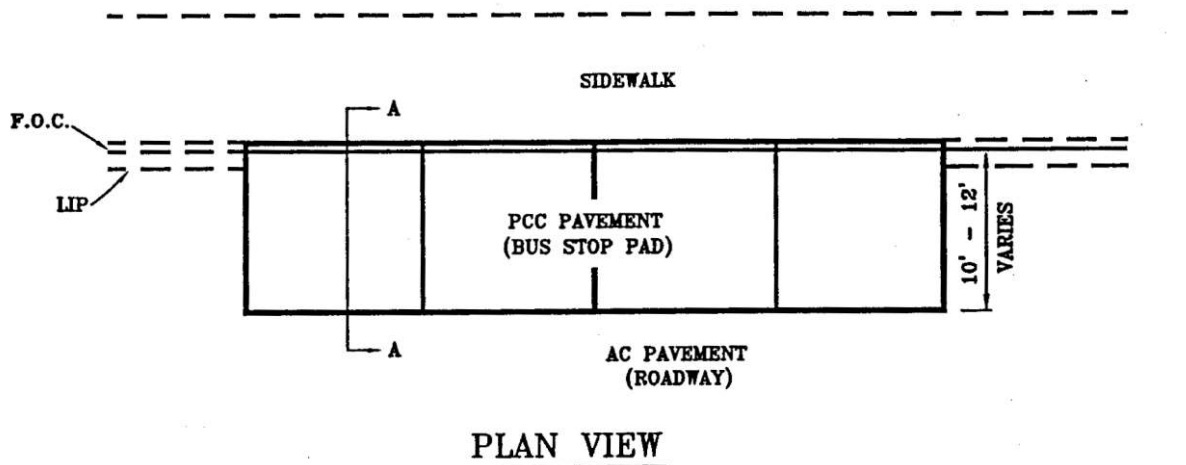 SIDEWALK
A
F.O.C.
LIP
PCC PAVEMENT
(BUS STOP PAD)
10' - 12'
VARIES
A
AC PAVEMENT
(ROADWAY)
PLAN VIEW